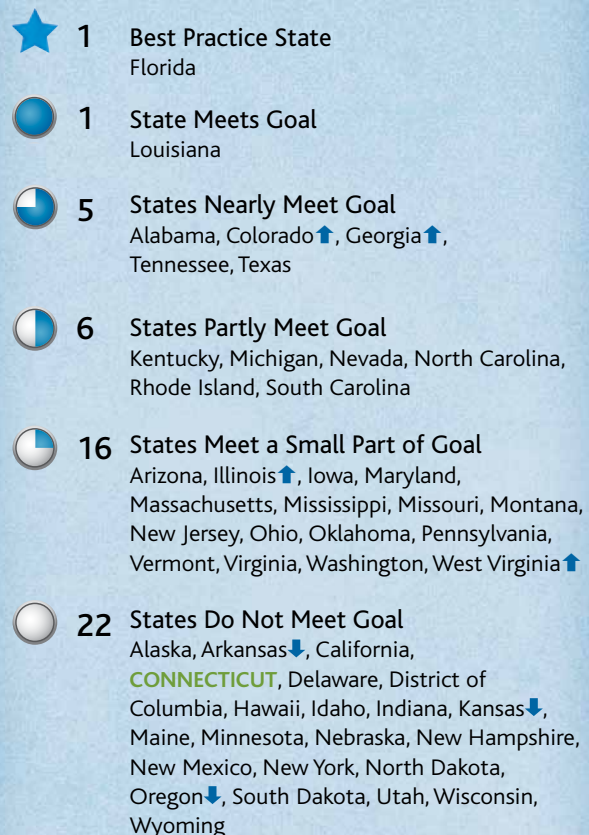 1 Best Practice State
Florida
1 State Meets Goal
Louisiana
5 States Nearly Meet Goal
Alabama, Colorado⬆, Georgia⬆,
Tennessee, Texas
6 States Partly Meet Goal
Kentucky, Michigan, Nevada, North Carolina,
Rhode Island, South Carolina
16 States Meet a Small Part of Goal
Arizona, Illinois⬆, Iowa, Maryland,
Massachusetts, Mississippi, Missouri, Montana,
New Jersey, Ohio, Oklahoma, Pennsylvania,
Vermont, Virginia, Washington, West Virginia⬆
22 States Do Not Meet Goal
Alaska, Arkansas⬇, California,
CONNECTICUT, Delaware, District of
Columbia, Hawaii, Idaho, Indiana, Kansas⬇,
Maine, Minnesota, Nebraska, New Hampshire,
New Mexico, New York, North Dakota,
Oregon⬇, South Dakota, Utah, Wisconsin,
Wyoming